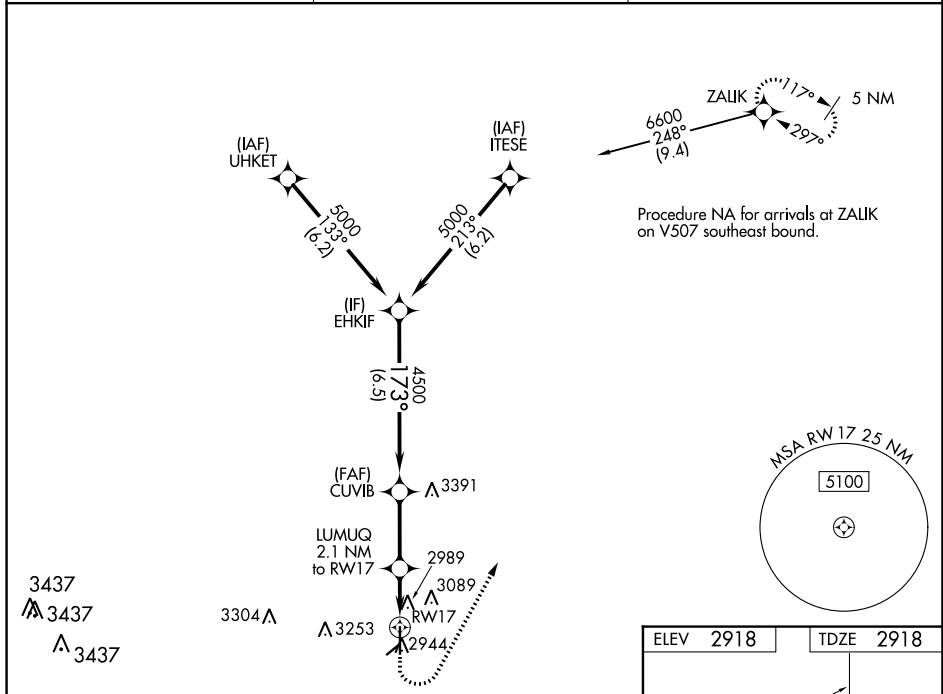 ZALIK
117°
5 NM
297°
6600
248°
(9.4)
(IAF)
UHKET
(IAF)
ITESE
5000
133°
(6.2)
5000
213°
(6.2)
Procedure NA for arrivals at ZALIK
on V507 southeast bound.
(IF)
EHKIF
4500
173°
(6.5)
MSA RW 17 25 NM
5100
(FAF)
CUVIB
3391
LUMUQ
2.1 NM
to RW17
2989
3089
RW17
3437
3437
3437
3304
3253
2944
ELEV 2918
TDZE 2918